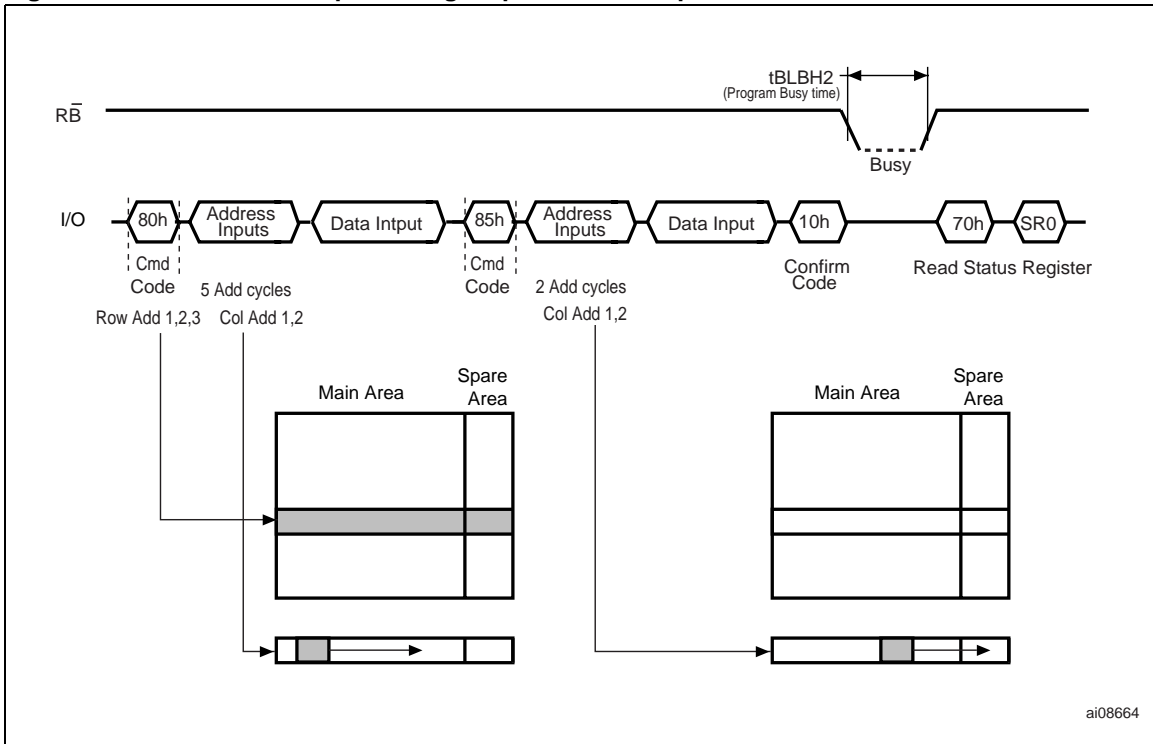 tBLBH2
(Program Busy time)
RB̅
Busy
I/O
80h
Address
Inputs
Data Intput
85h
Address
Inputs
Data Input
10h
70h
SR0
Cmd
Code
Cmd
Code
Confirm
Code
Read Status Register
5 Add cycles
2 Add cycles
Row Add 1,2,3
Col Add 1,2
Col Add 1,2
Main Area
Spare
Area
Main Area
Spare
Area
ai08664